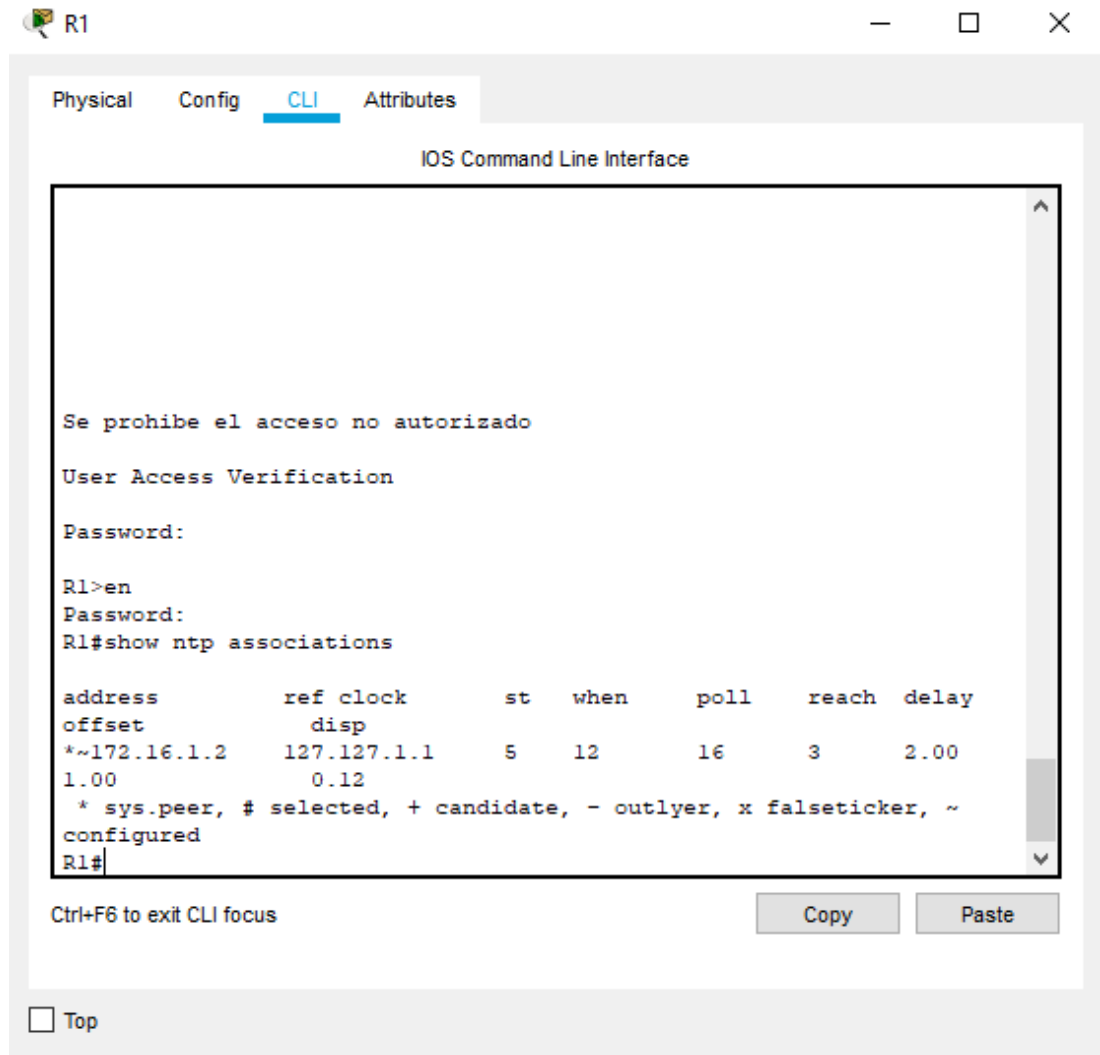 R1
Physical Config CLI Attributes
IOS Command Line Interface
Se prohibe el acceso no autorizado
User Access Verification
Password:
R1>en
Password:
R1#show ntp associations
address ref clock st when poll reach delay
offset disp
*~172.16.1.2 127.127.1.1 5 12 16 3 2.00
1.00 0.12
* sys.peer, # selected, + candidate, - outlyer, x falseticker, ~
configured
R1#
Ctrl+F6 to exit CLI focus Copy Paste
Top